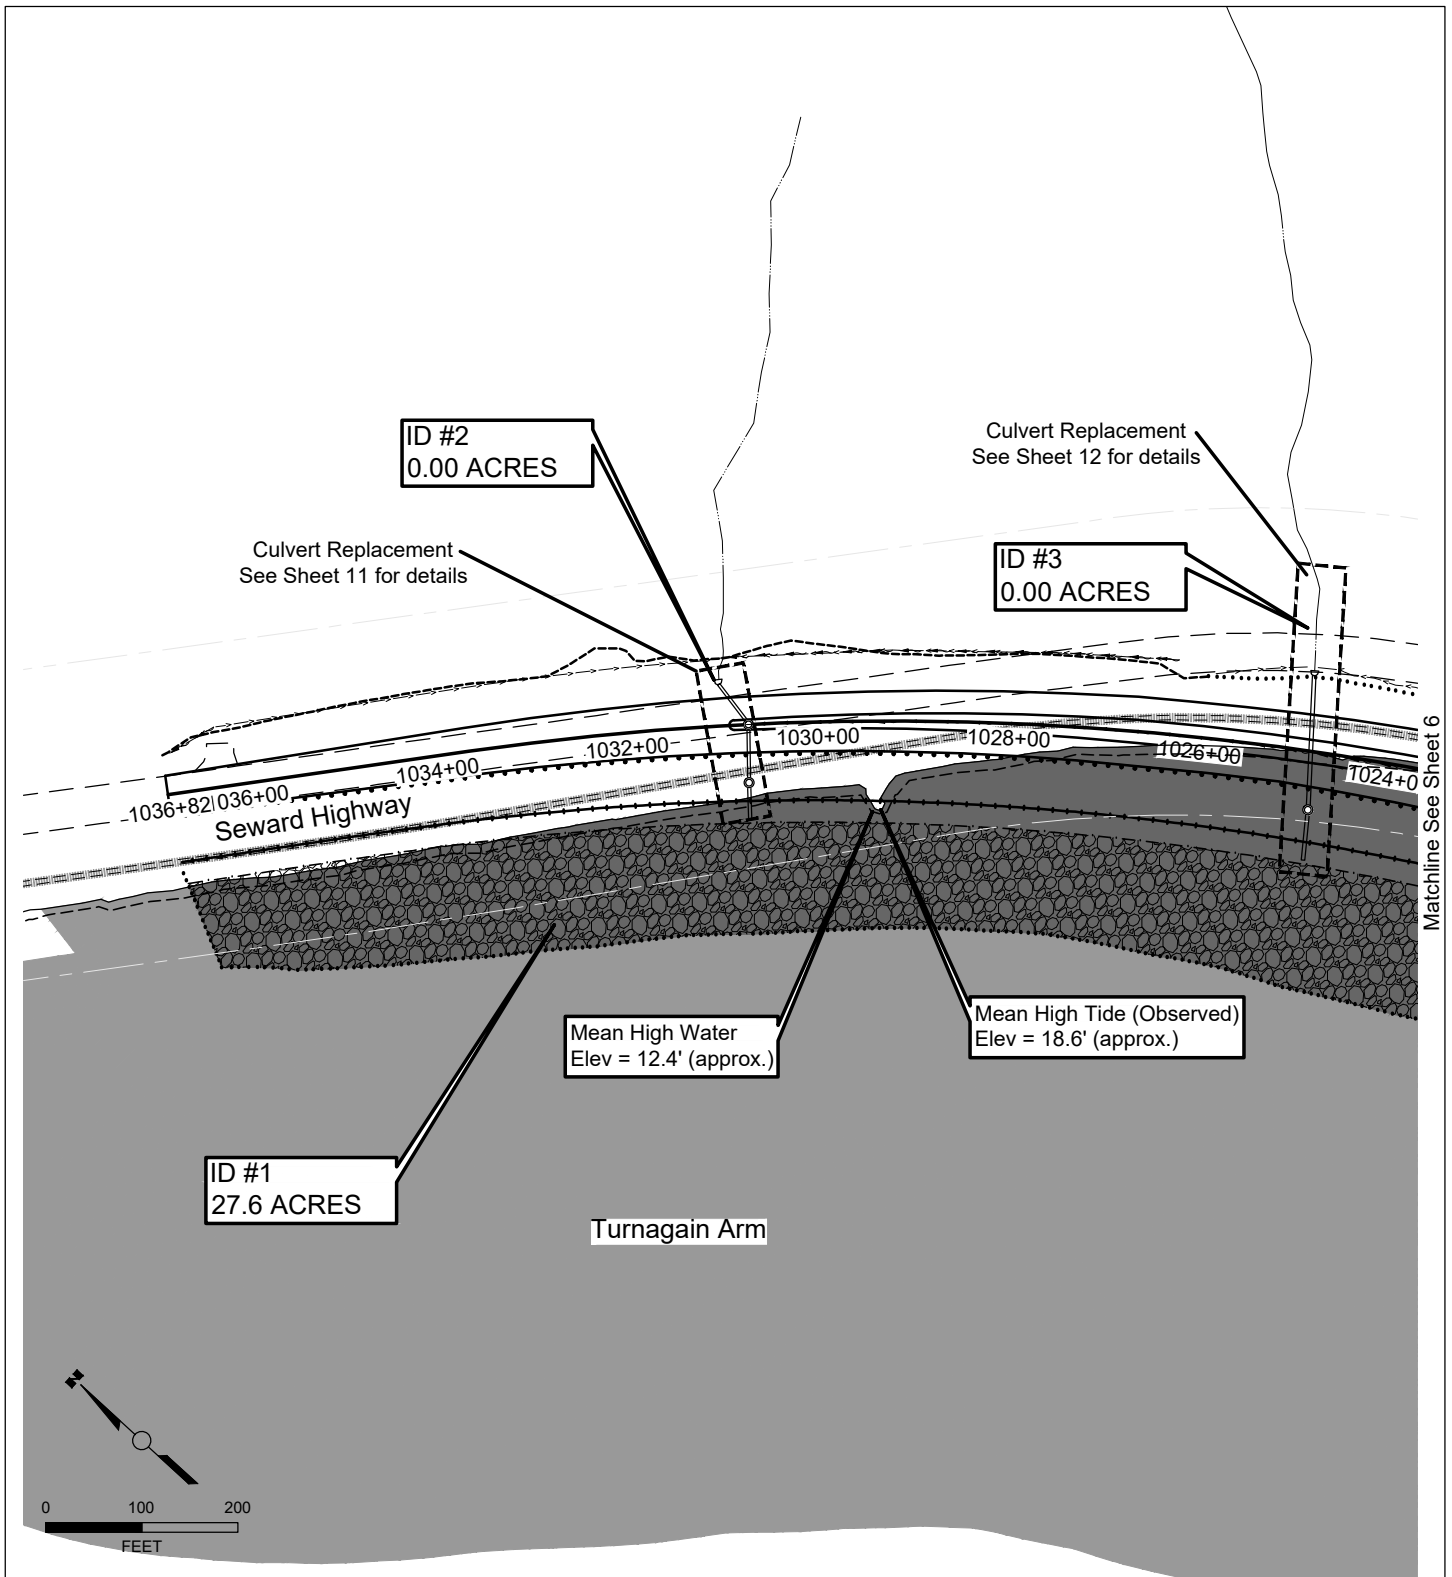 ID #2
0.00 ACRES
Culvert Replacement
See Sheet 12 for details
Culvert Replacement
See Sheet 11 for details
ID #3
0.00 ACRES
1036+82
1036+00
1034+00
1032+00
1030+00
1028+00
1026+00
1024+0
Seward Highway
Matchline See Sheet 6
Mean High Water
Elev = 12.4' (approx.)
Mean High Tide (Observed)
Elev = 18.6' (approx.)
ID #1
27.6 ACRES
Turnagain Arm
N
0 100 200
FEET